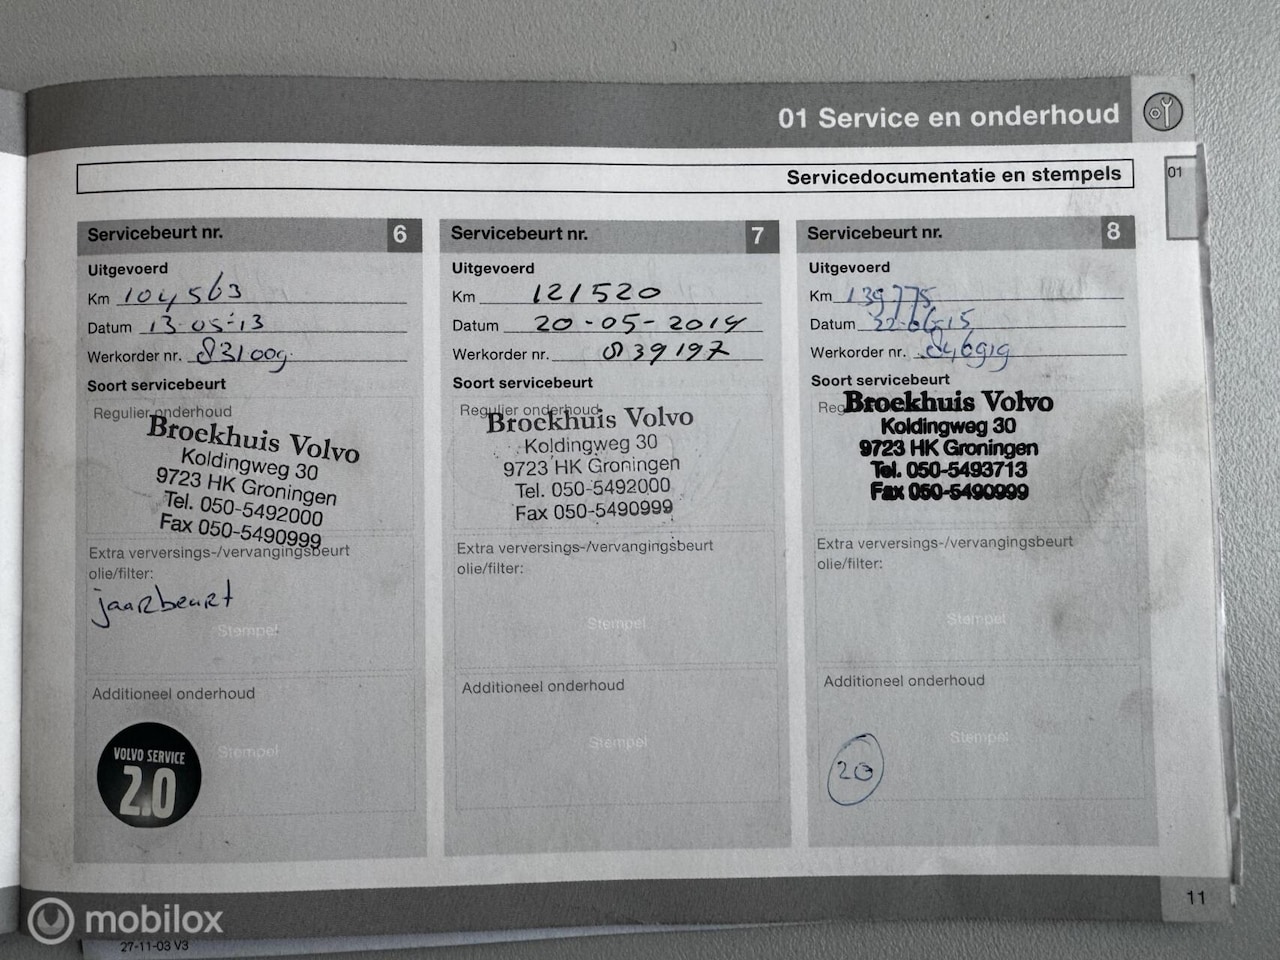 01 Service en onderhoud
Servicedocumentatie en stempels
01
Servicebeurt nr. 6
Uitgevoerd
Km 104563
Datum 13-05-13
Werkorder nr. 831009
Soort servicebeurt
Regulier onderhoud
Broekhuis Volvo
Koldingweg 30
9723 HK Groningen
Tel. 050-5492000
Fax 050-5490999
Extra verversings-/vervangingsbeurt
olie/filter:
jaarbeurt
Stempel
Additioneel onderhoud
Stempel
VOLVO SERVICE
2.0
Servicebeurt nr. 7
Uitgevoerd
Km 121520
Datum 20-05-2014
Werkorder nr. 839197
Soort servicebeurt
Regulier onderhoud
Broekhuis Volvo
Koldingweg 30
9723 HK Groningen
Tel. 050-5492000
Fax 050-5490999
Extra verversings-/vervangingsbeurt
olie/filter:
Stempel
Additioneel onderhoud
Stempel
Servicebeurt nr. 8
Uitgevoerd
Km 139775
Datum 22-06-15
Werkorder nr. 846919
Soort servicebeurt
Reg
Broekhuis Volvo
Koldingweg 30
9723 HK Groningen
Tel. 050-5493713
Fax 050-5490999
Extra verversings-/vervangingsbeurt
olie/filter:
Stempel
Additioneel onderhoud
Stempel
20
11
mobilox
27-11-03 V3